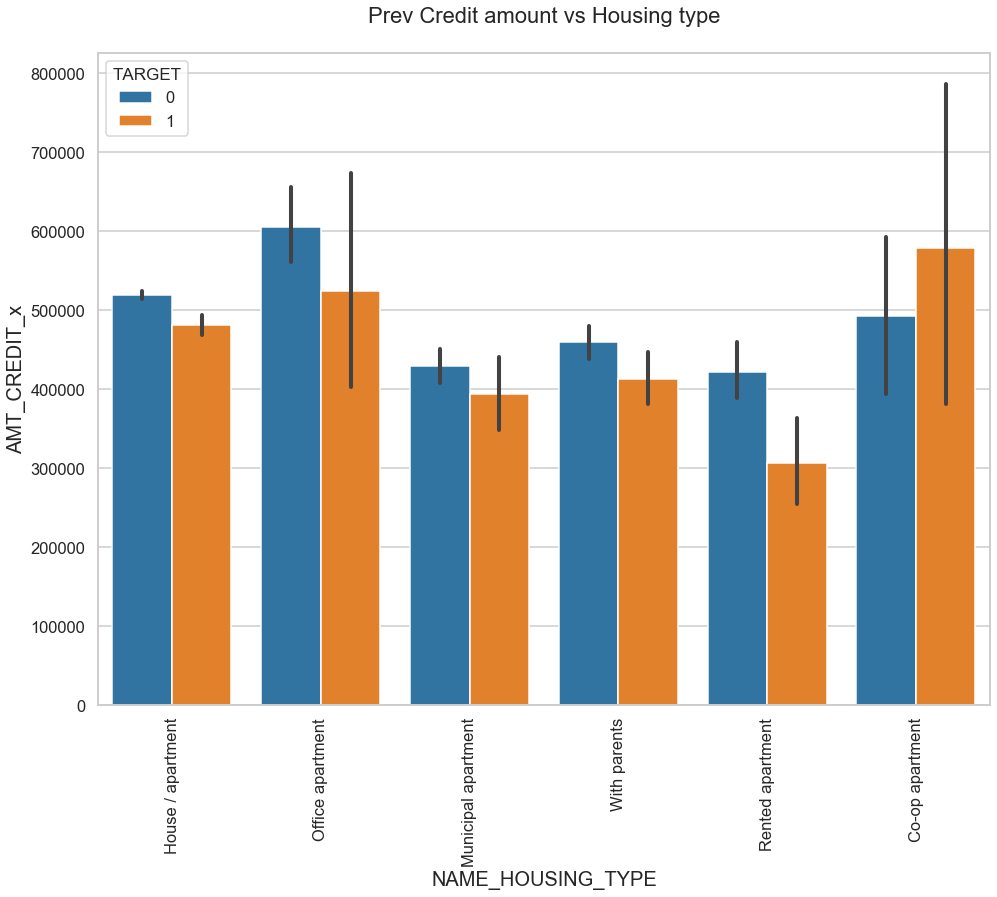 Prev Credit amount vs Housing type
TARGET
0
1
800000
700000
600000
500000
400000
300000
200000
100000
0
AMT_CREDIT_x
House / apartment
Office apartment
Municipal apartment
With parents
Rented apartment
Co-op apartment
NAME_HOUSING_TYPE